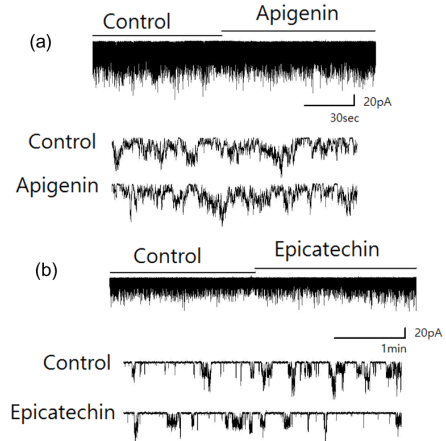 (a)
Control Apigenin
20pA
30sec
Control
Apigenin
(b)
Control Epicatechin
20pA
1min
Control
Epicatechin